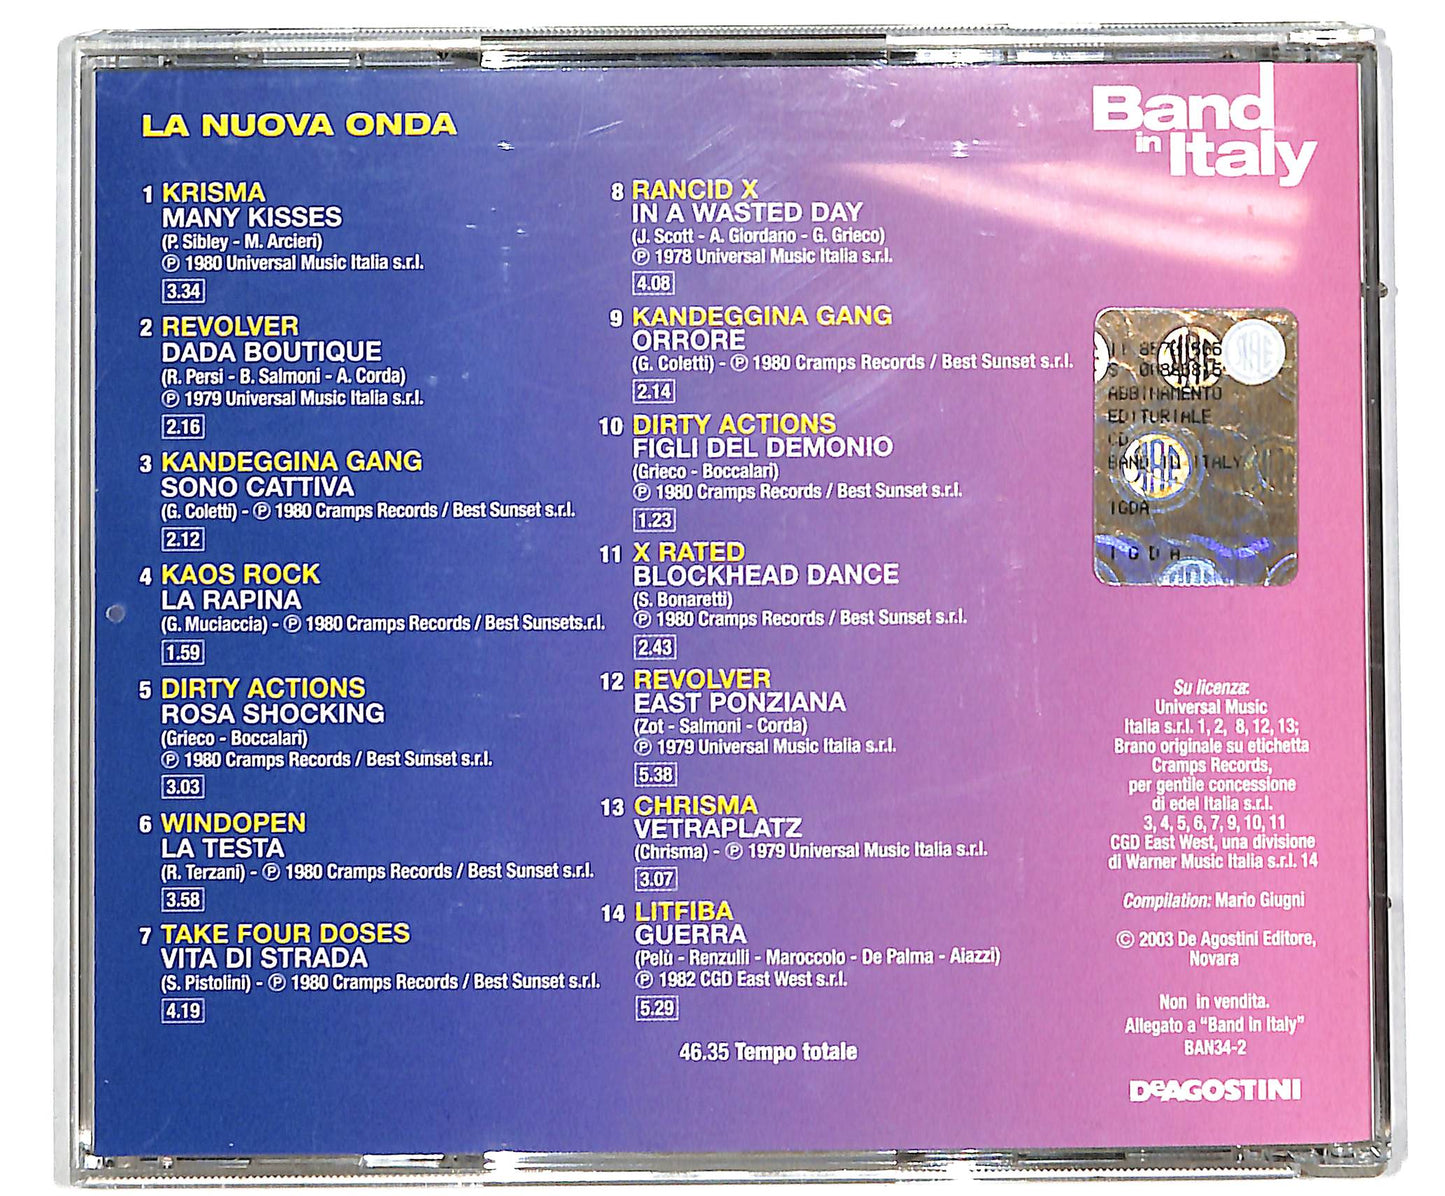 LA NUOVA ONDA
Band
in Italy
1 KRISMA
MANY KISSES
(P. Sibley - M. Arcieri)
℗ 1980 Universal Music Italia s.r.l.
3.34
2 REVOLVER
DADA BOUTIQUE
(R. Persi - B. Salmoni - A. Corda)
℗ 1979 Universal Music Italia s.r.l.
2.16
3 KANDEGGINA GANG
SONO CATTIVA
(G. Coletti) - ℗ 1980 Cramps Records / Best Sunset s.r.l.
2.12
4 KAOS ROCK
LA RAPINA
(G. Muciaccia) - ℗ 1980 Cramps Records / Best Sunsets.r.l.
1.59
5 DIRTY ACTIONS
ROSA SHOCKING
(Grieco - Boccalari)
℗ 1980 Cramps Records / Best Sunset s.r.l.
3.03
6 WINDOPEN
LA TESTA
(R. Terzani) - ℗ 1980 Cramps Records / Best Sunset s.r.l.
3.58
7 TAKE FOUR DOSES
VITA DI STRADA
(S. Pistolini) - ℗ 1980 Cramps Records / Best Sunset s.r.l.
4.19
8 RANCID X
IN A WASTED DAY
(J. Scott - A. Giordano - G. Grieco)
℗ 1978 Universal Music Italia s.r.l.
4.08
9 KANDEGGINA GANG
ORRORE
(G. Coletti) - ℗ 1980 Cramps Records / Best Sunset s.r.l.
2.14
10 DIRTY ACTIONS
FIGLI DEL DEMONIO
(Grieco - Boccalari)
℗ 1980 Cramps Records / Best Sunset s.r.l.
1.23
11 X RATED
BLOCKHEAD DANCE
(S. Bonaretti)
℗ 1980 Cramps Records / Best Sunset s.r.l.
2.43
12 REVOLVER
EAST PONZIANA
(Zot - Salmoni - Corda)
℗ 1979 Universal Music Italia s.r.l.
5.38
13 CHRISMA
VETRAPLATZ
(Chrisma) - ℗ 1979 Universal Music Italia s.r.l.
3.07
14 LITFIBA
GUERRA
(Pelù - Renzulli - Maroccolo - De Palma - Aiazzi)
℗ 1982 CGD East West s.r.l.
5.29
46.35 Tempo totale
ABBINAMENTO
EDITORIALE
CD
BAND IN ITALY
IGDA
IGDA
Su licenza:
Universal Music
Italia s.r.l. 1, 2, 8, 12, 13;
Brano originale su etichetta
Cramps Records,
per gentile concessione
di edel Italia s.r.l.
3, 4, 5, 6, 7, 9, 10, 11
CGD East West, una divisione
di Warner Music Italia s.r.l. 14
Compilation: Mario Giugni
© 2003 De Agostini Editore,
Novara
Non in vendita.
Allegato a "Band In Italy"
BAN34-2
DeAGOSTINI